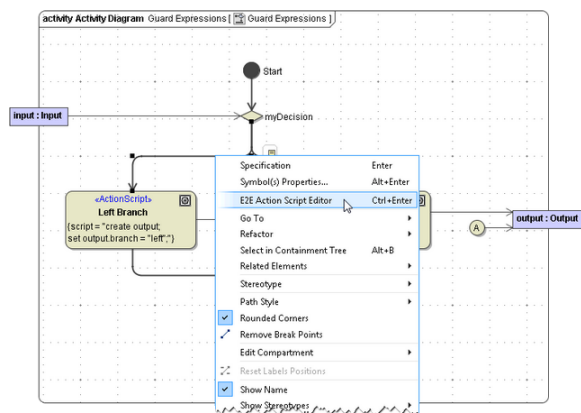 activity Activity Diagram Guard Expressions [ Guard Expressions ]
Start
input : Input
myDecision
«ActionScript»
Left Branch
{script = "create output;
set output.branch = "left";"}
output : Output
A
Specification Enter
Symbol(s) Properties... Alt+Enter
E2E Action Script Editor Ctrl+Enter
Go To
Refactor
Select in Containment Tree Alt+B
Related Elements
Stereotype
Path Style
Rounded Corners
Remove Break Points
Edit Compartment
Reset Labels Positions
Show Name
Show Stereotypes